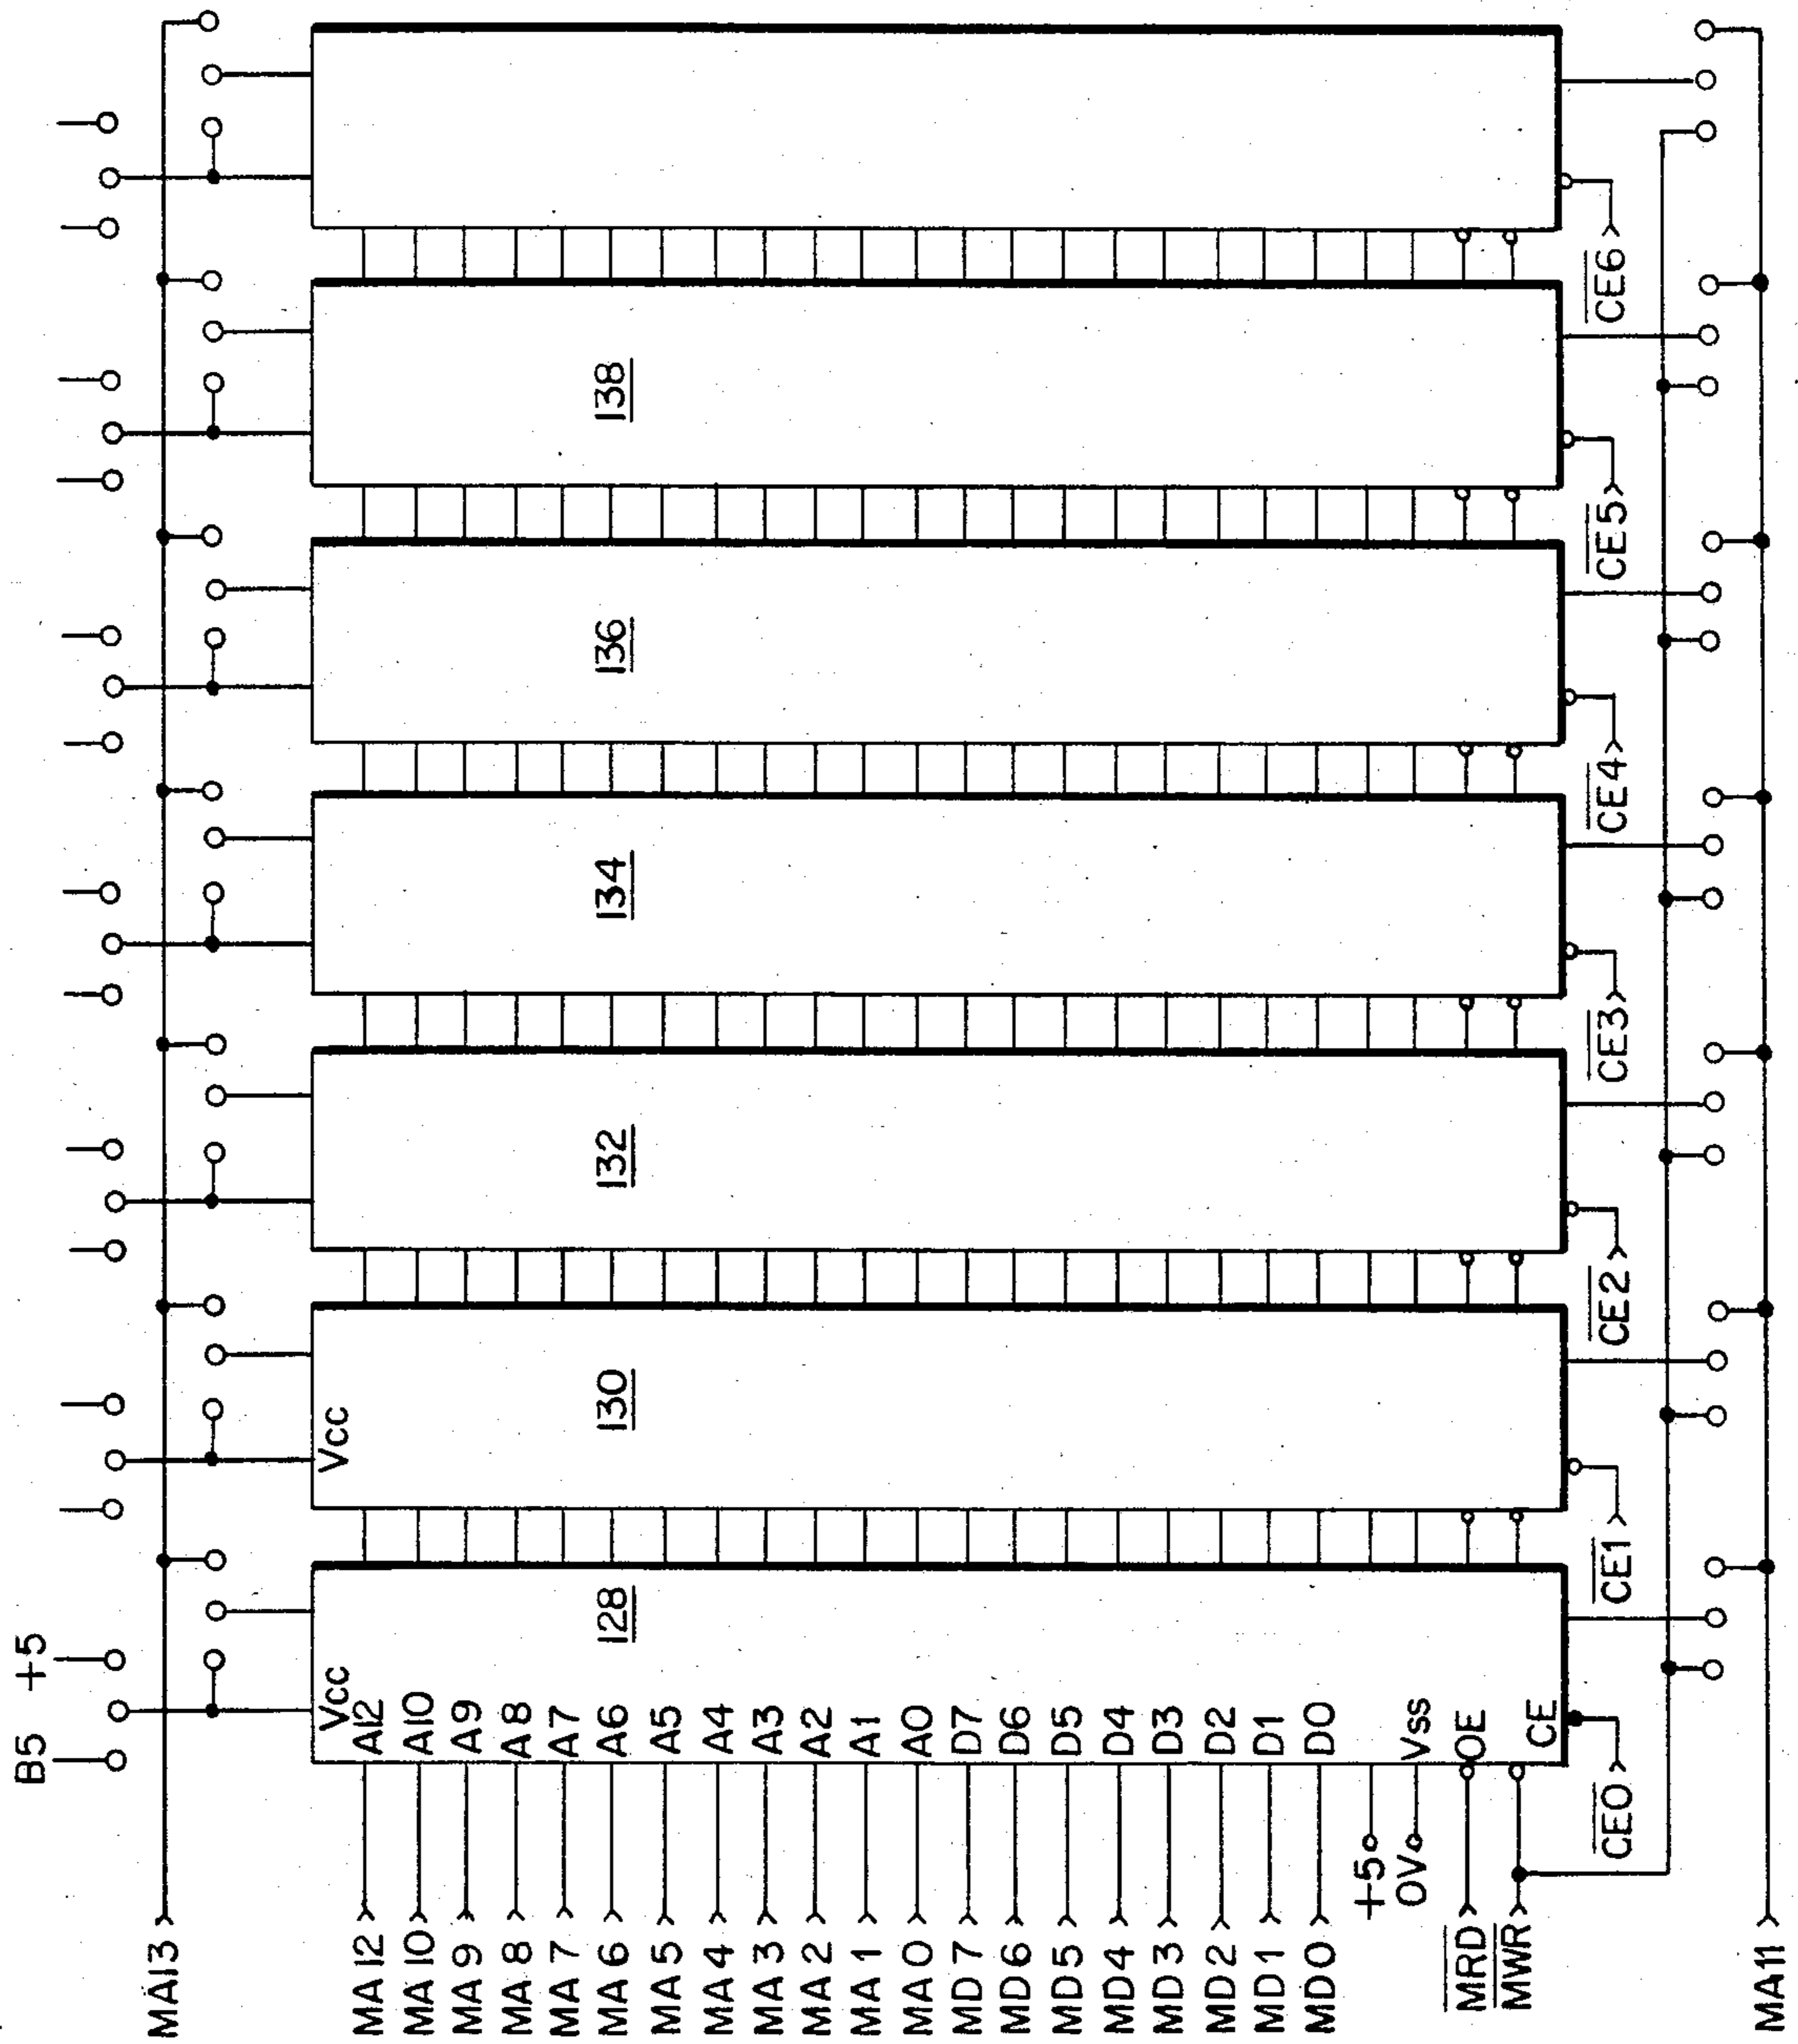 B5 +5
MA13
MA12
MA10
MA9
MA8
MA7
MA6
MA5
MA4
MA3
MA2
MA1
MA0
MD7
MD6
MD5
MD4
MD3
MD2
MD1
MD0
+5
0V
MRD
MWR
MA11
Vcc
A12
A10
A9
A8
A7
A6
A5
A4
A3
A2
A1
A0
D7
D6
D5
D4
D3
D2
D1
D0
Vss
OE
CE
128
CE0
Vcc
130
CE1
132
CE2
134
CE3
136
CE4
138
CE5
CE6